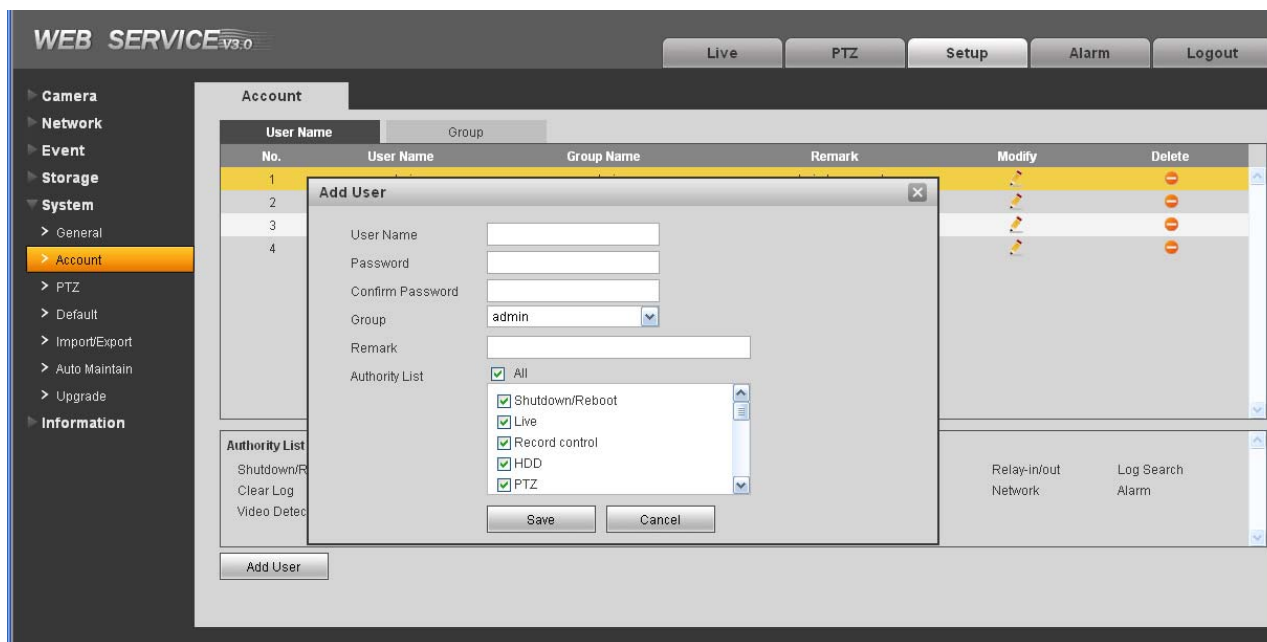 WEB SERVICE V3.0
Live PTZ Setup Alarm Logout
Camera
Network
Event
Storage
System
> General
> Account
> PTZ
> Default
> Import/Export
> Auto Maintain
> Upgrade
Information
Account
User Name Group
No. User Name Group Name Remark Modify Delete
1
2
3
4
Add User
User Name
Password
Confirm Password
Group admin
Remark
Authority List All
Shutdown/Reboot
Live
Record control
HDD
PTZ
Save Cancel
Authority List
Shutdown/R Relay-in/out Log Search
Clear Log Network Alarm
Video Detec
Add User